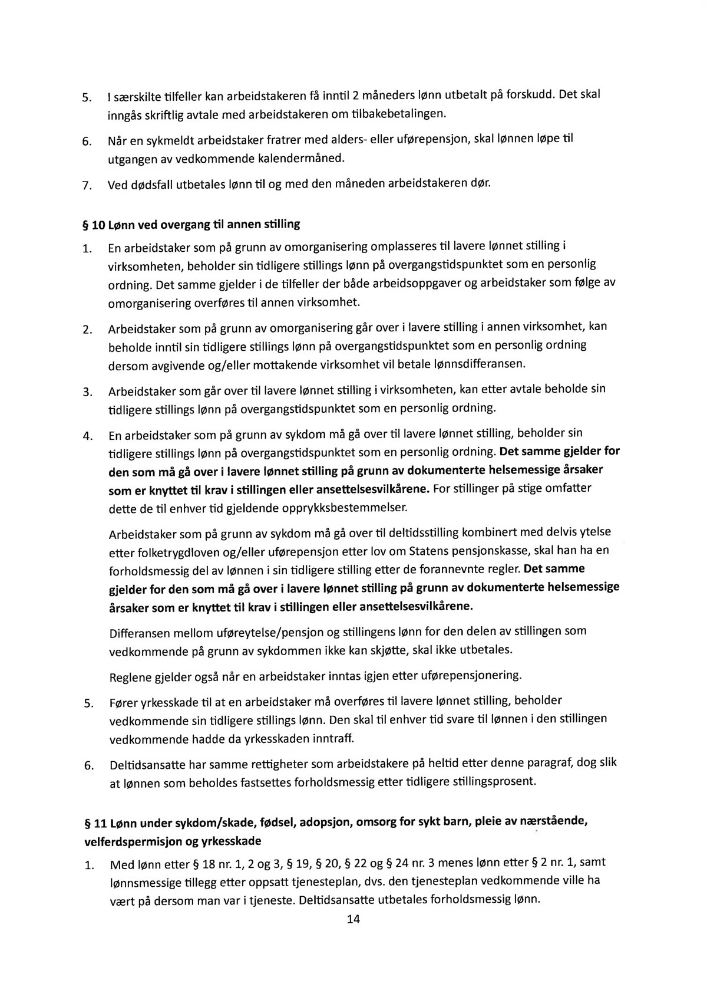 5. I særskilte tilfeller kan arbeidstakeren få inntil 2 måneders lønn utbetalt på forskudd. Det skal
inngås skriftlig avtale med arbeidstakeren om tilbakebetalingen.
6. Når en sykmeldt arbeidstaker fratrer med alders- eller uførepensjon, skal lønnen løpe til
utgangen av vedkommende kalendermåned.
7. Ved dødsfall utbetales lønn til og med den måneden arbeidstakeren dør.
§ 10 Lønn ved overgang til annen stilling
1. En arbeidstaker som på grunn av omorganisering omplasseres til lavere lønnet stilling i
virksomheten, beholder sin tidligere stillings lønn på overgangstidspunktet som en personlig
ordning. Det samme gjelder i de tilfeller der både arbeidsoppgaver og arbeidstaker som følge av
omorganisering overføres til annen virksomhet.
2. Arbeidstaker som på grunn av omorganisering går over i lavere stilling i annen virksomhet, kan
beholde inntil sin tidligere stillings lønn på overgangstidspunktet som en personlig ordning
dersom avgivende og/eller mottakende virksomhet vil betale lønnsdifferansen.
3. Arbeidstaker som går over til lavere lønnet stilling i virksomheten, kan etter avtale beholde sin
tidligere stillings lønn på overgangstidspunktet som en personlig ordning.
4. En arbeidstaker som på grunn av sykdom må gå over til lavere lønnet stilling, beholder sin
tidligere stillings lønn på overgangstidspunktet som en personlig ordning. Det samme gjelder for
den som må gå over i lavere lønnet stilling på grunn av dokumenterte helsemessige årsaker
som er knyttet til krav i stillingen eller ansettelsesvilkårene. For stillinger på stige omfatter
dette de til enhver tid gjeldende opprykksbestemmelser.
Arbeidstaker som på grunn av sykdom må gå over til deltidsstilling kombinert med delvis ytelse
etter folketrygdloven og/eller uførepensjon etter lov om Statens pensjonskasse, skal han ha en
forholdsmessig del av lønnen i sin tidligere stilling etter de forannevnte regler. Det samme
gjelder for den som må gå over i lavere lønnet stilling på grunn av dokumenterte helsemessige
årsaker som er knyttet til krav i stillingen eller ansettelsesvilkårene.
Differansen mellom uføreytelse/pensjon og stillingens lønn for den delen av stillingen som
vedkommende på grunn av sykdommen ikke kan skjøtte, skal ikke utbetales.
Reglene gjelder også når en arbeidstaker inntas igjen etter uførepensjonering.
5. Fører yrkesskade til at en arbeidstaker må overføres til lavere lønnet stilling, beholder
vedkommende sin tidligere stillings lønn. Den skal til enhver tid svare til lønnen i den stillingen
vedkommende hadde da yrkesskaden inntraff.
6. Deltidsansatte har samme rettigheter som arbeidstakere på heltid etter denne paragraf, dog slik
at lønnen som beholdes fastsettes forholdsmessig etter tidligere stillingsprosent.
§ 11 Lønn under sykdom/skade, fødsel, adopsjon, omsorg for sykt barn, pleie av nærstående,
velferdspermisjon og yrkesskade
1. Med lønn etter § 18 nr. 1, 2 og 3, § 19, § 20, § 22 og § 24 nr. 3 menes lønn etter § 2 nr. 1, samt
lønnsmessige tillegg etter oppsatt tjenesteplan, dvs. den tjenesteplan vedkommende ville ha
vært på dersom man var i tjeneste. Deltidsansatte utbetales forholdsmessig lønn.
14